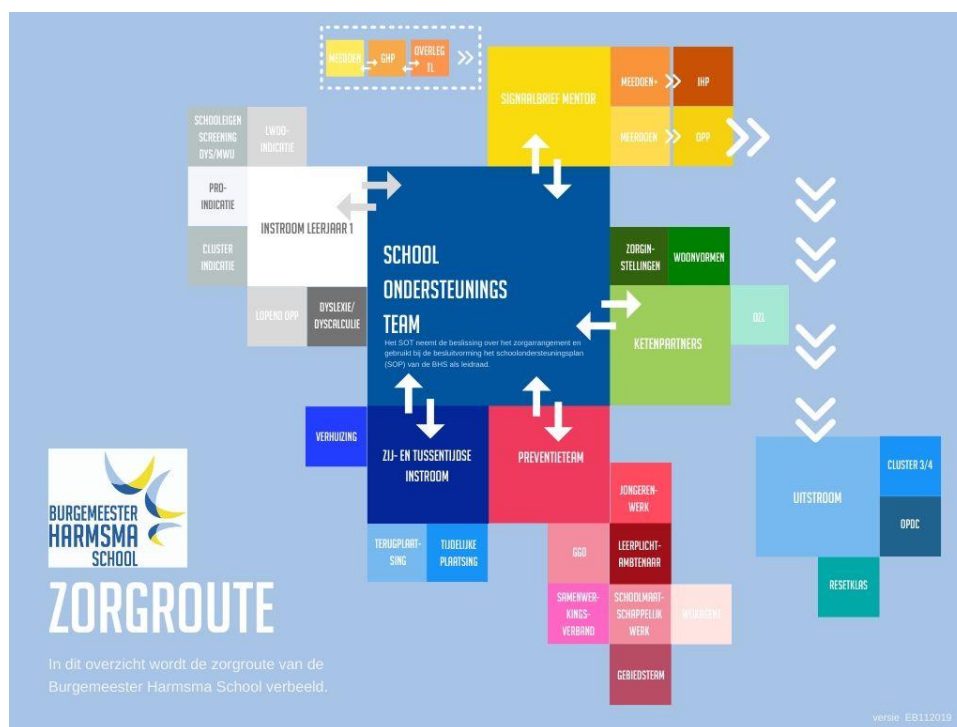 MEEDOEN
GHP
OVERLEG
TL
SIGNAALBRIEF MENTOR
MEEDOEN+
IHP
MEERDOEN
OPP
SCHOOLEIGEN
SCREENING
DYS/MWU
LWOO-
INDICATIE
PRO-
INDICATIE
INSTROOM LEERJAAR 1
CLUSTER
INDICATIE
LOPEND OPP
DYSLEXIE/
DYSCALCULIE
SCHOOL
ONDERSTEUNINGS
TEAM
Het SOT neemt de beslissing over het zorgarrangement en
gebruikt bij de besluitvorming het schoolondersteuningsplan
(SOP) van de BHS als leidraad.
ZORGIN-
STELLINGEN
WOONVORMEN
KETENPARTNERS
OZL
VERHUIZING
ZIJ- EN TUSSENTIJDSE
INSTROOM
PREVENTIETEAM
TERUGPLAAT-
SING
TIJDELIJKE
PLAATSING
JONGEREN-
WERK
GGD
LEERPLICHT-
AMBTENAAR
SAMENWER-
KINGS-
VERBAND
SCHOOLMAAT-
SCHAPPELIJK
WERK
WIJKAGENT
GEBIEDSTEAM
UITSTROOM
CLUSTER 3/4
OPDC
RESETKLAS
BURGEMEESTER
HARMSMA
SCHOOL
ZORGROUTE
In dit overzicht wordt de zorgroute van de
Burgemeester Harmsma School verbeeld.
versie EB112019